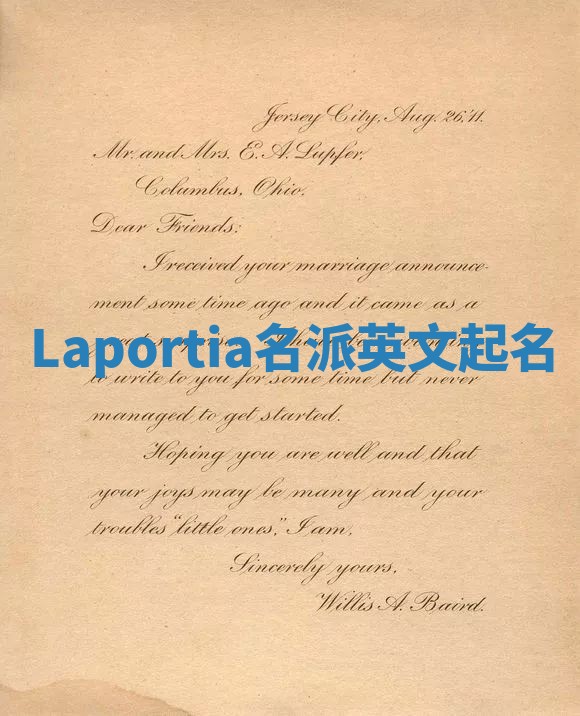 Jersey City, Aug. 26, '11.
Mr. and Mrs. E. A. Lupfer,
Columbus, Ohio.
Dear Friends:
I received your marriage announce-
ment some time ago and it came as a
Laportia名派英文起名
to write to you for some time but never
managed to get started.
Hoping you are well and that
your joys may be many and your
troubles "little ones," I am,
Sincerely yours,
Willis A. Baird.